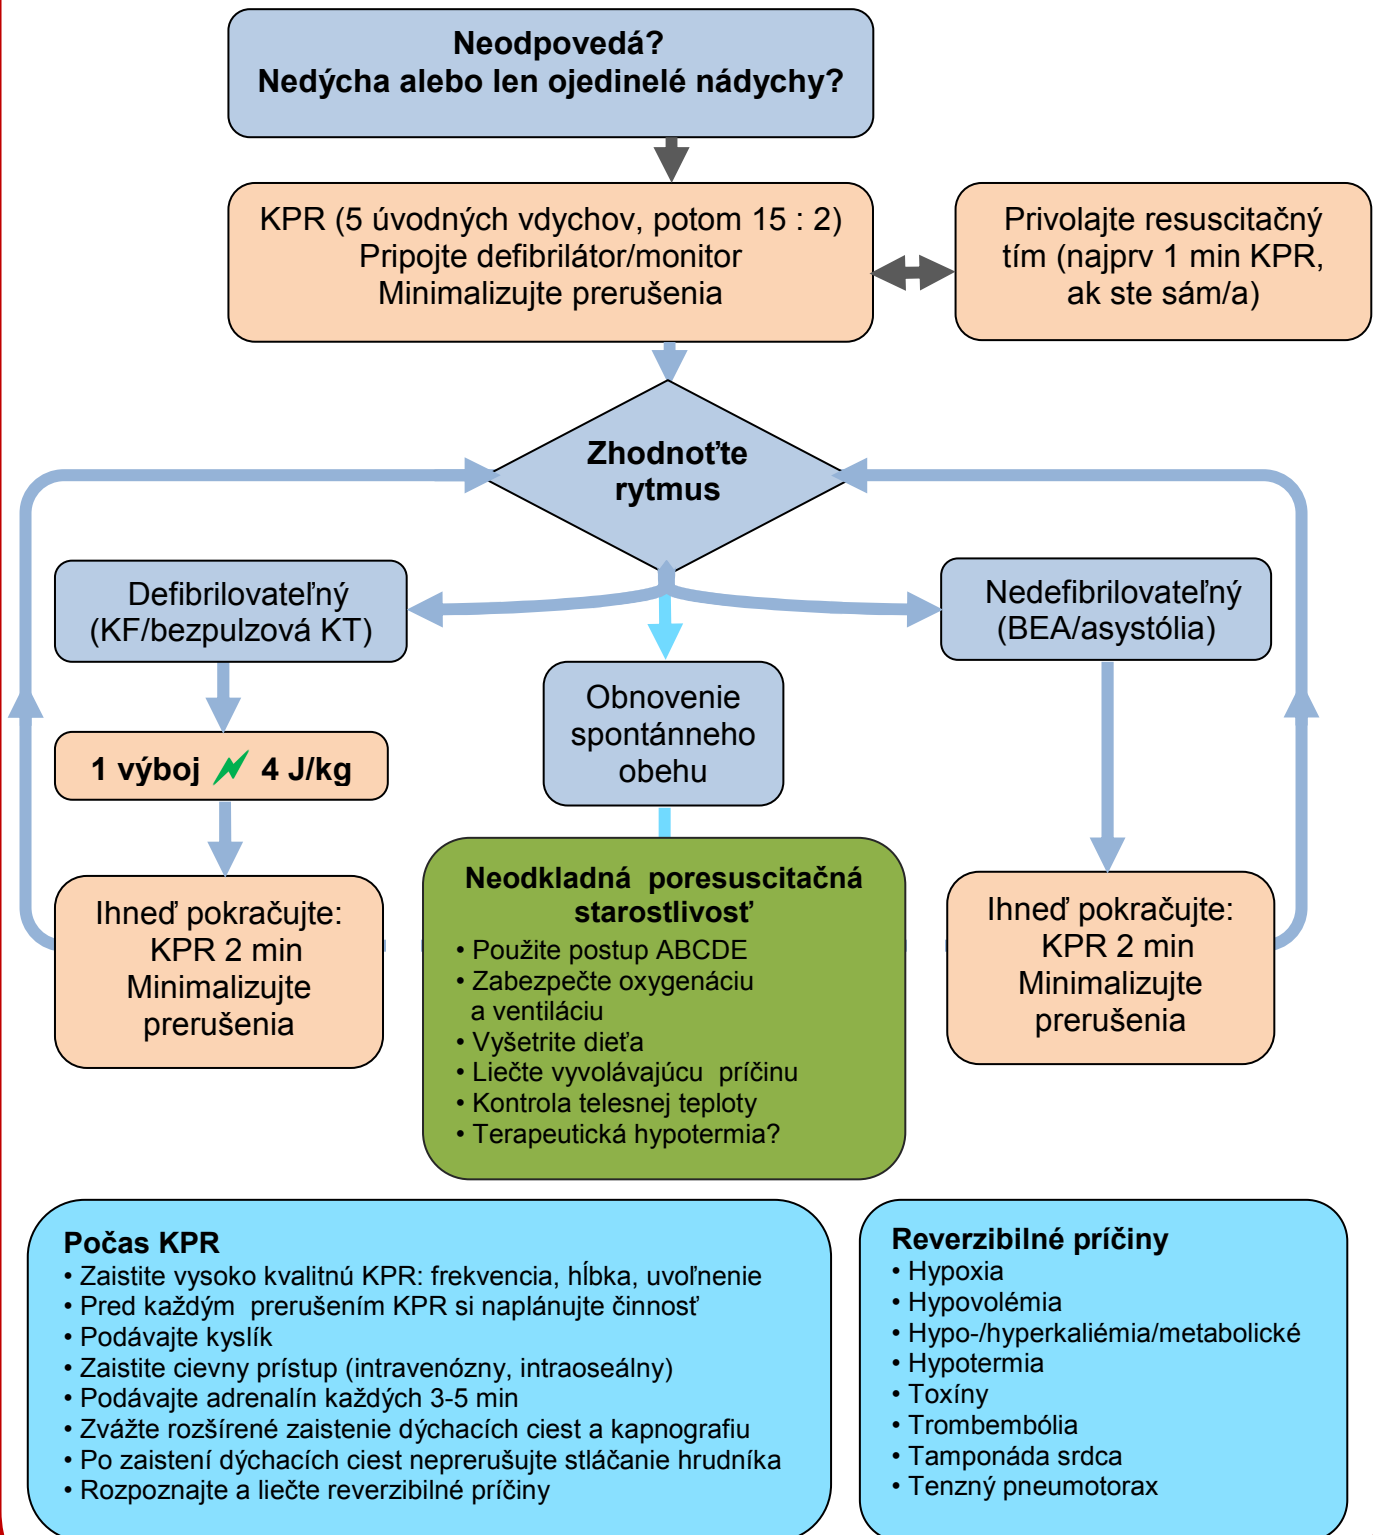 Neodpovedá?
Nedýcha alebo len ojedinelé nádychy?
KPR (5 úvodných vdychov, potom 15 : 2)
Pripojte defibrilátor/monitor
Minimalizujte prerušenia
Privolajte resuscitačný
tím (najprv 1 min KPR,
ak ste sám/a)
Zhodnoťte
rytmus
Defibrilovateľný
(KF/bezpulzová KT)
Nedefibrilovateľný
(BEA/asystólia)
Obnovenie
spontánneho
obehu
1 výboj 4 J/kg
Ihneď pokračujte:
KPR 2 min
Minimalizujte
prerušenia
Neodkladná poresuscitačná
starostlivosť
• Použite postup ABCDE
• Zabezpečte oxygenáciu
a ventiláciu
• Vyšetrite dieťa
• Liečte vyvolávajúcu príčinu
• Kontrola telesnej teploty
• Terapeutická hypotermia?
Ihneď pokračujte:
KPR 2 min
Minimalizujte
prerušenia
Počas KPR
• Zaistite vysoko kvalitnú KPR: frekvencia, hĺbka, uvoľnenie
• Pred každým prerušením KPR si naplánujte činnosť
• Podávajte kyslík
• Zaistite cievny prístup (intravenózny, intraoseálny)
• Podávajte adrenalín každých 3-5 min
• Zvážte rozšírené zaistenie dýchacích ciest a kapnografiu
• Po zaistení dýchacích ciest neprerušujte stláčanie hrudníka
• Rozpoznajte a liečte reverzibilné príčiny
Reverzibilné príčiny
• Hypoxia
• Hypovolémia
• Hypo-/hyperkaliémia/metabolické
• Hypotermia
• Toxíny
• Trombembólia
• Tamponáda srdca
• Tenzný pneumotorax